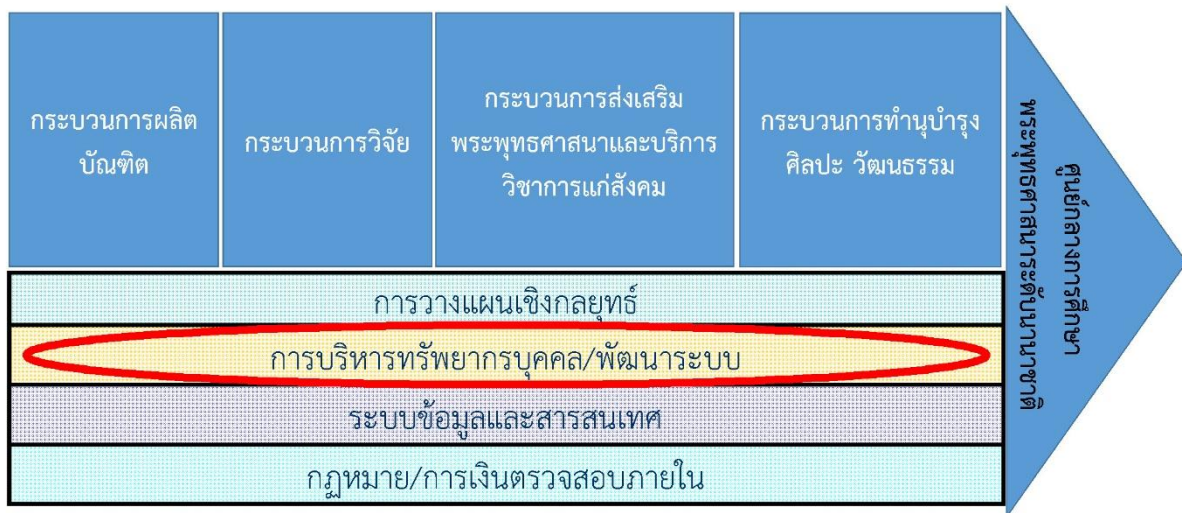 กระบวนการผลิต
บัณฑิต
กระบวนการวิจัย
กระบวนการส่งเสริม
พระพุทธศาสนาและบริการ
วิชาการแก่สังคม
กระบวนการทำนุบำรุง
ศิลปะ วัฒนธรรม
ศูนย์กลางการศึกษา
พระพุทธศาสนาระดับนานาชาติ
การวางแผนเชิงกลยุทธ์
การบริหารทรัพยากรบุคคล/พัฒนาระบบ
ระบบข้อมูลและสารสนเทศ
กฎหมาย/การเงินตรวจสอบภายใน